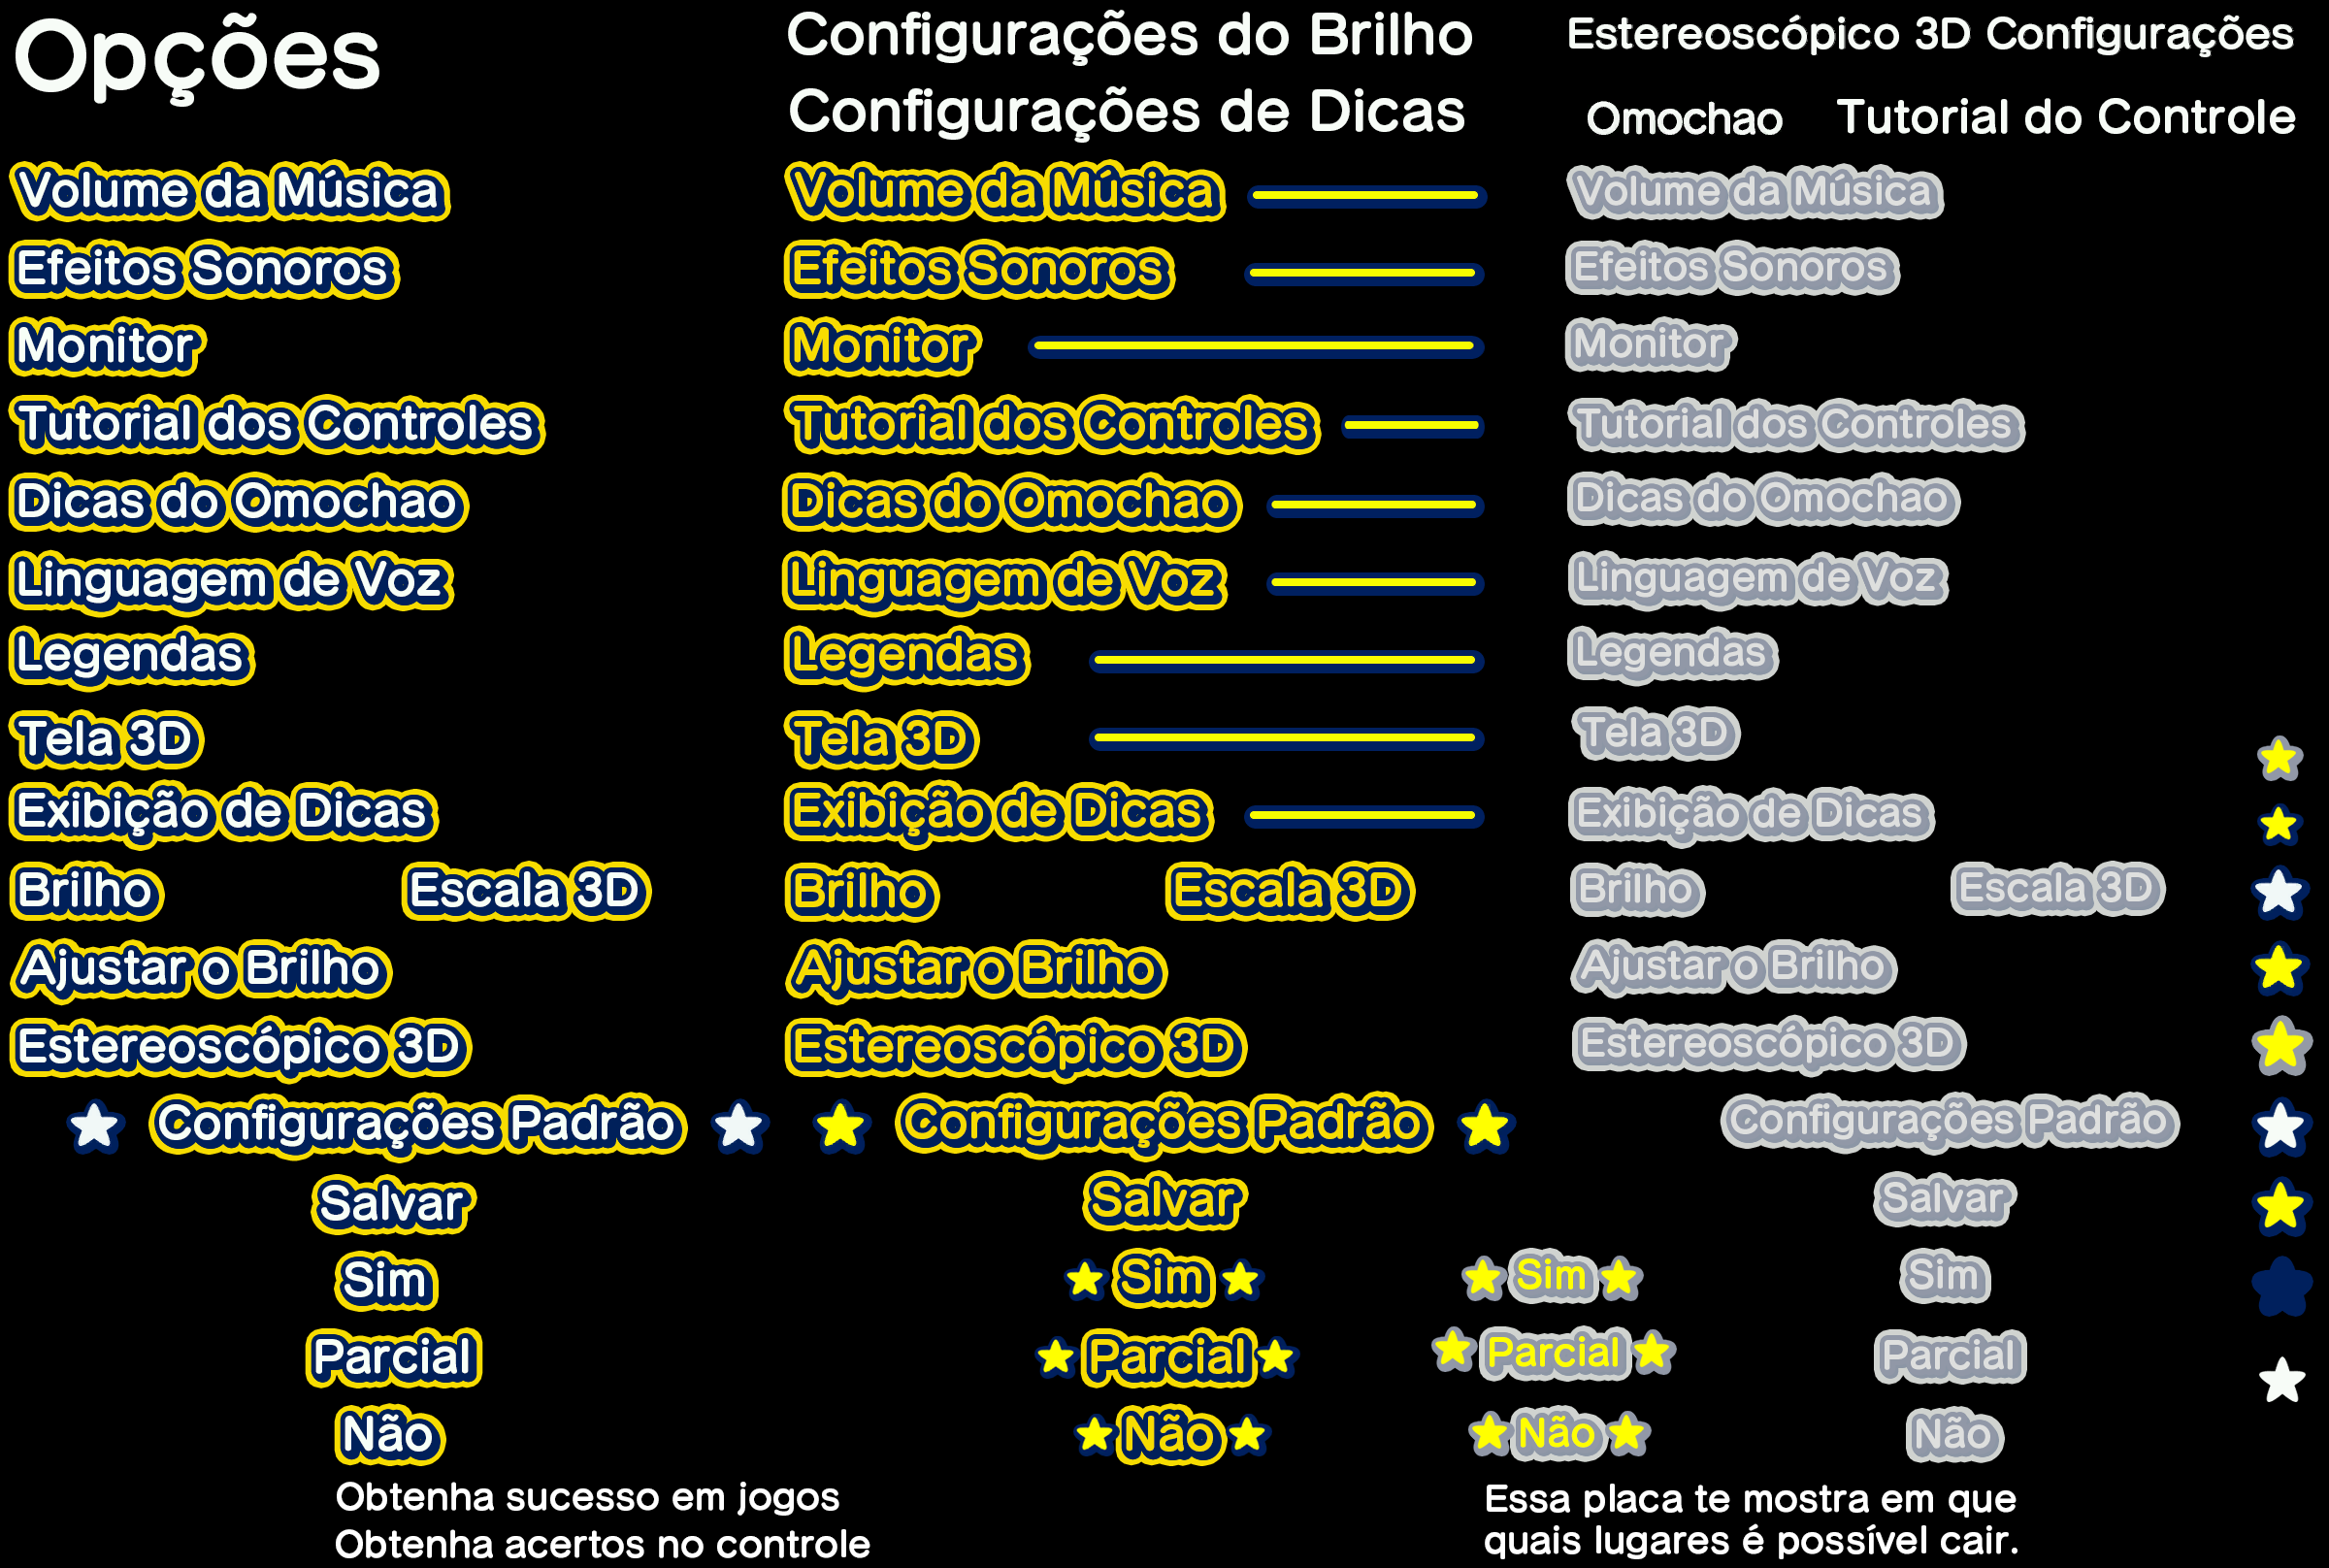 Opções
Configurações do Brilho
Estereoscópico 3D Configurações
Configurações de Dicas
Omochao
Tutorial do Controle
Volume da Música
Volume da Música
Volume da Música
Efeitos Sonoros
Efeitos Sonoros
Efeitos Sonoros
Monitor
Monitor
Monitor
Tutorial dos Controles
Tutorial dos Controles
Tutorial dos Controles
Dicas do Omochao
Dicas do Omochao
Dicas do Omochao
Linguagem de Voz
Linguagem de Voz
Linguagem de Voz
Legendas
Legendas
Legendas
Tela 3D
Tela 3D
Tela 3D
Exibição de Dicas
Exibição de Dicas
Exibição de Dicas
Brilho
Escala 3D
Brilho
Escala 3D
Brilho
Escala 3D
Ajustar o Brilho
Ajustar o Brilho
Ajustar o Brilho
Estereoscópico 3D
Estereoscópico 3D
Estereoscópico 3D
Configurações Padrão
Configurações Padrão
Configurações Padrão
Salvar
Salvar
Salvar
Sim
Sim
Sim
Sim
Parcial
Parcial
Parcial
Parcial
Não
Não
Não
Não
Obtenha sucesso em jogos
Obtenha acertos no controle
Essa placa te mostra em que
quais lugares é possível cair.